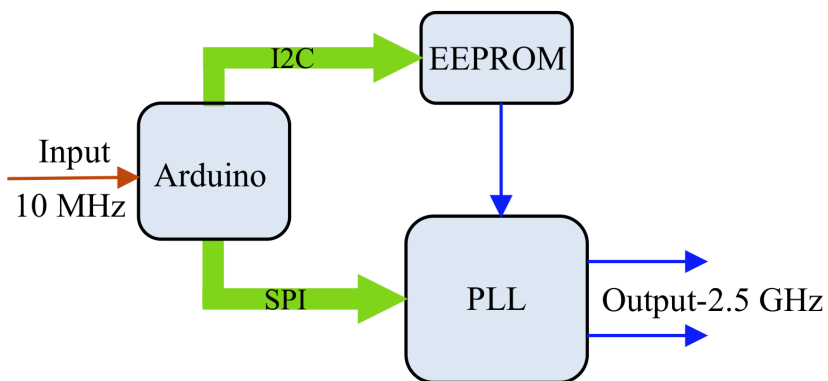 I2C
EEPROM
Input
10 MHz
Arduino
SPI
PLL
Output-2.5 GHz